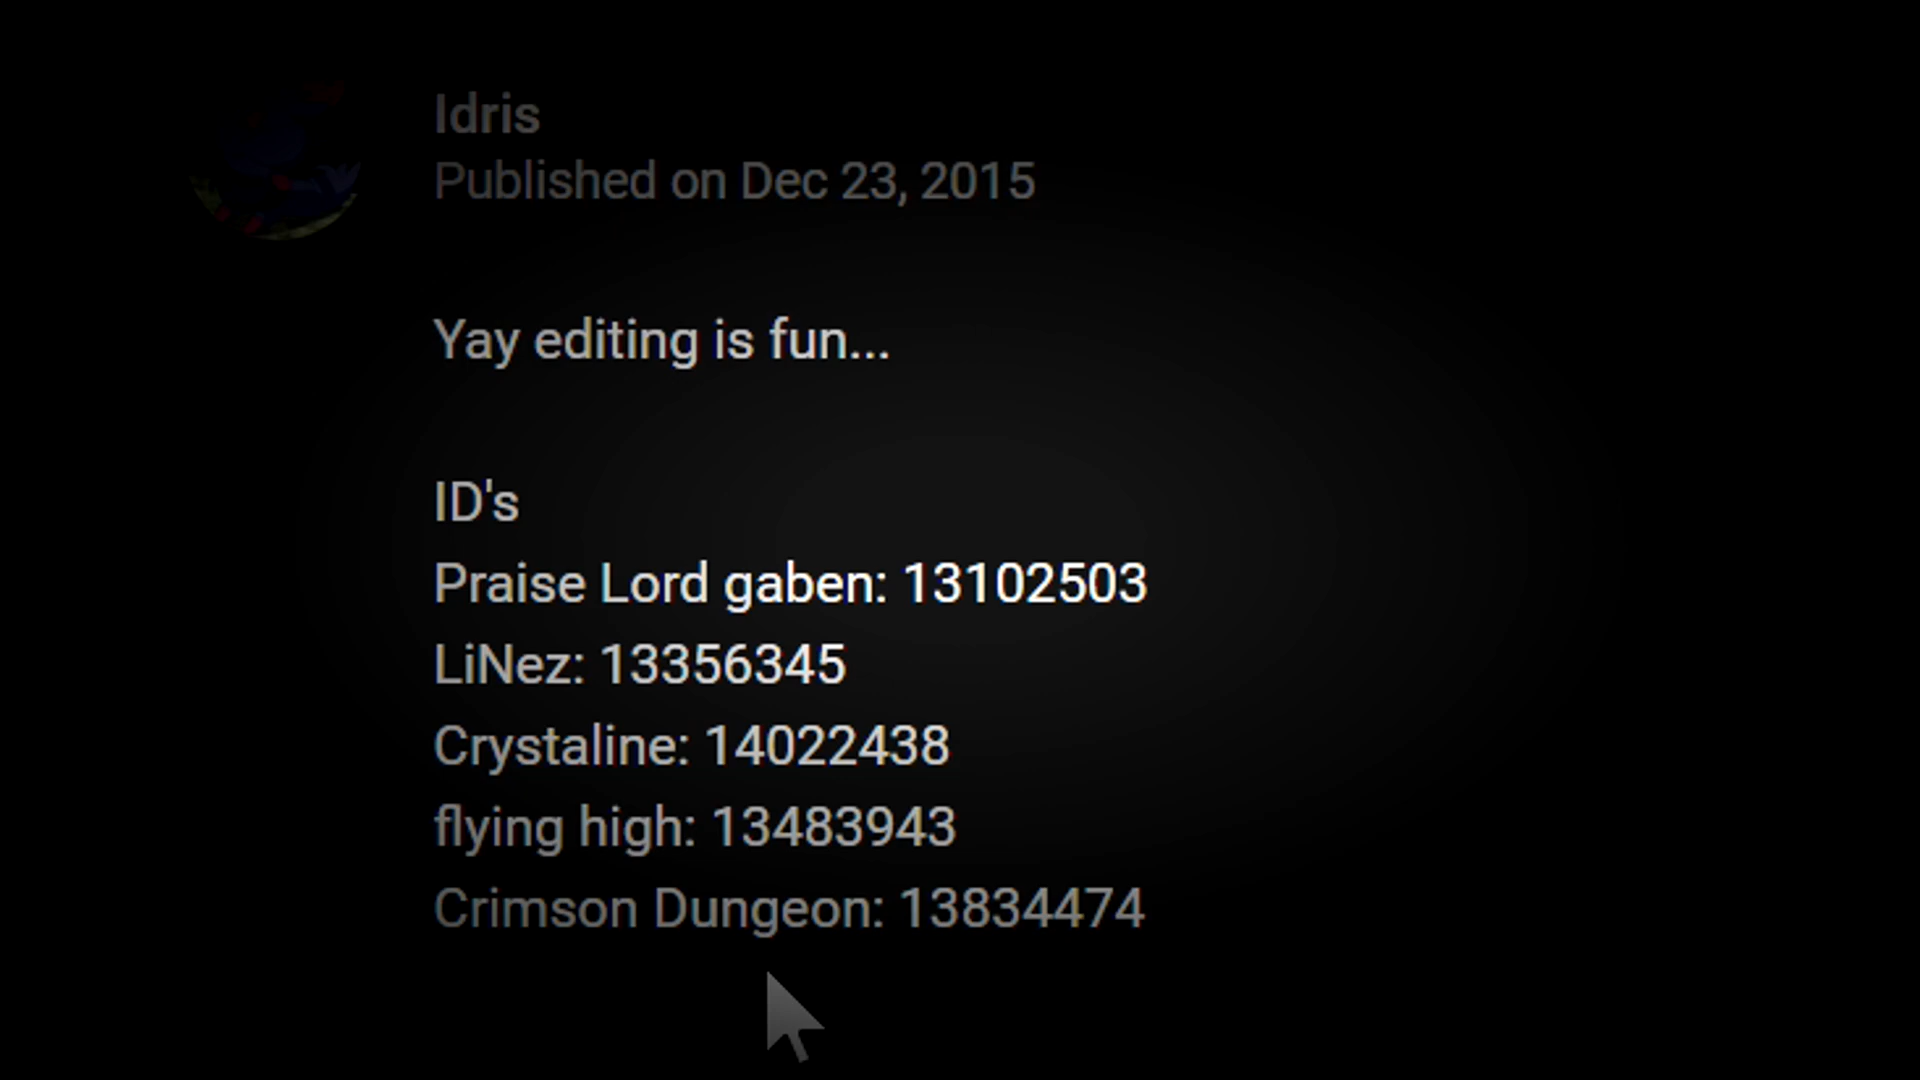 Idris
Published on Dec 23, 2015
Yay editing is fun...
ID's
Praise Lord gaben: 13102503
LiNez: 13356345
Crystaline: 14022438
flying high: 13483943
Crimson Dungeon: 13834474